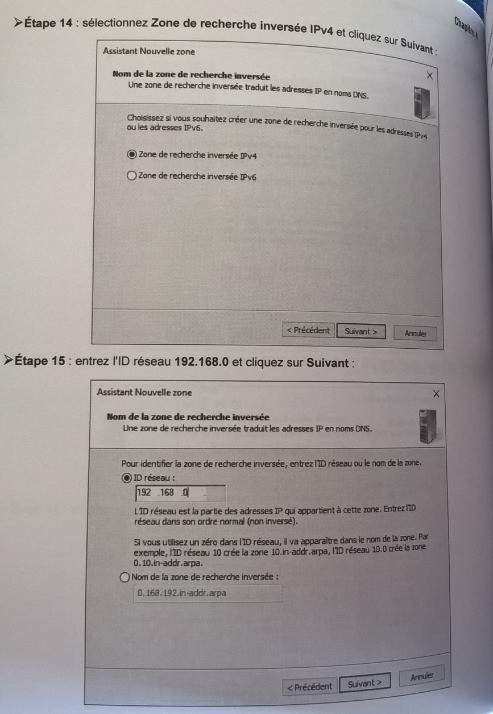 ➢Étape 14 : sélectionnez Zone de recherche inversée IPv4 et cliquez sur Suivant :
Assistant Nouvelle zone
Nom de la zone de recherche inversée
Une zone de recherche inversée traduit les adresses IP en noms DNS.
Choisissez si vous souhaitez créer une zone de recherche inversée pour les adresses IPv4
ou les adresses IPv6.
Zone de recherche inversée IPv4
Zone de recherche inversée IPv6
< Précédent Suivant > Annuler
➢Étape 15 : entrez l'ID réseau 192.168.0 et cliquez sur Suivant :
Assistant Nouvelle zone
Nom de la zone de recherche inversée
Une zone de recherche inversée traduit les adresses IP en noms DNS.
Pour identifier la zone de recherche inversée, entrez l'ID réseau ou le nom de la zone.
ID réseau :
192 .168 .0 .
L'ID réseau est la partie des adresses IP qui appartient à cette zone. Entrez l'ID
réseau dans son ordre normal (non inversé).
Si vous utilisez un zéro dans l'ID réseau, il va apparaître dans le nom de la zone. Par
exemple, l'ID réseau 10 crée la zone 10.in-addr.arpa, l'ID réseau 10.0 crée la zone
0.10.in-addr.arpa.
Nom de la zone de recherche inversée :
0.168.192.in-addr.arpa
< Précédent Suivant > Annuler